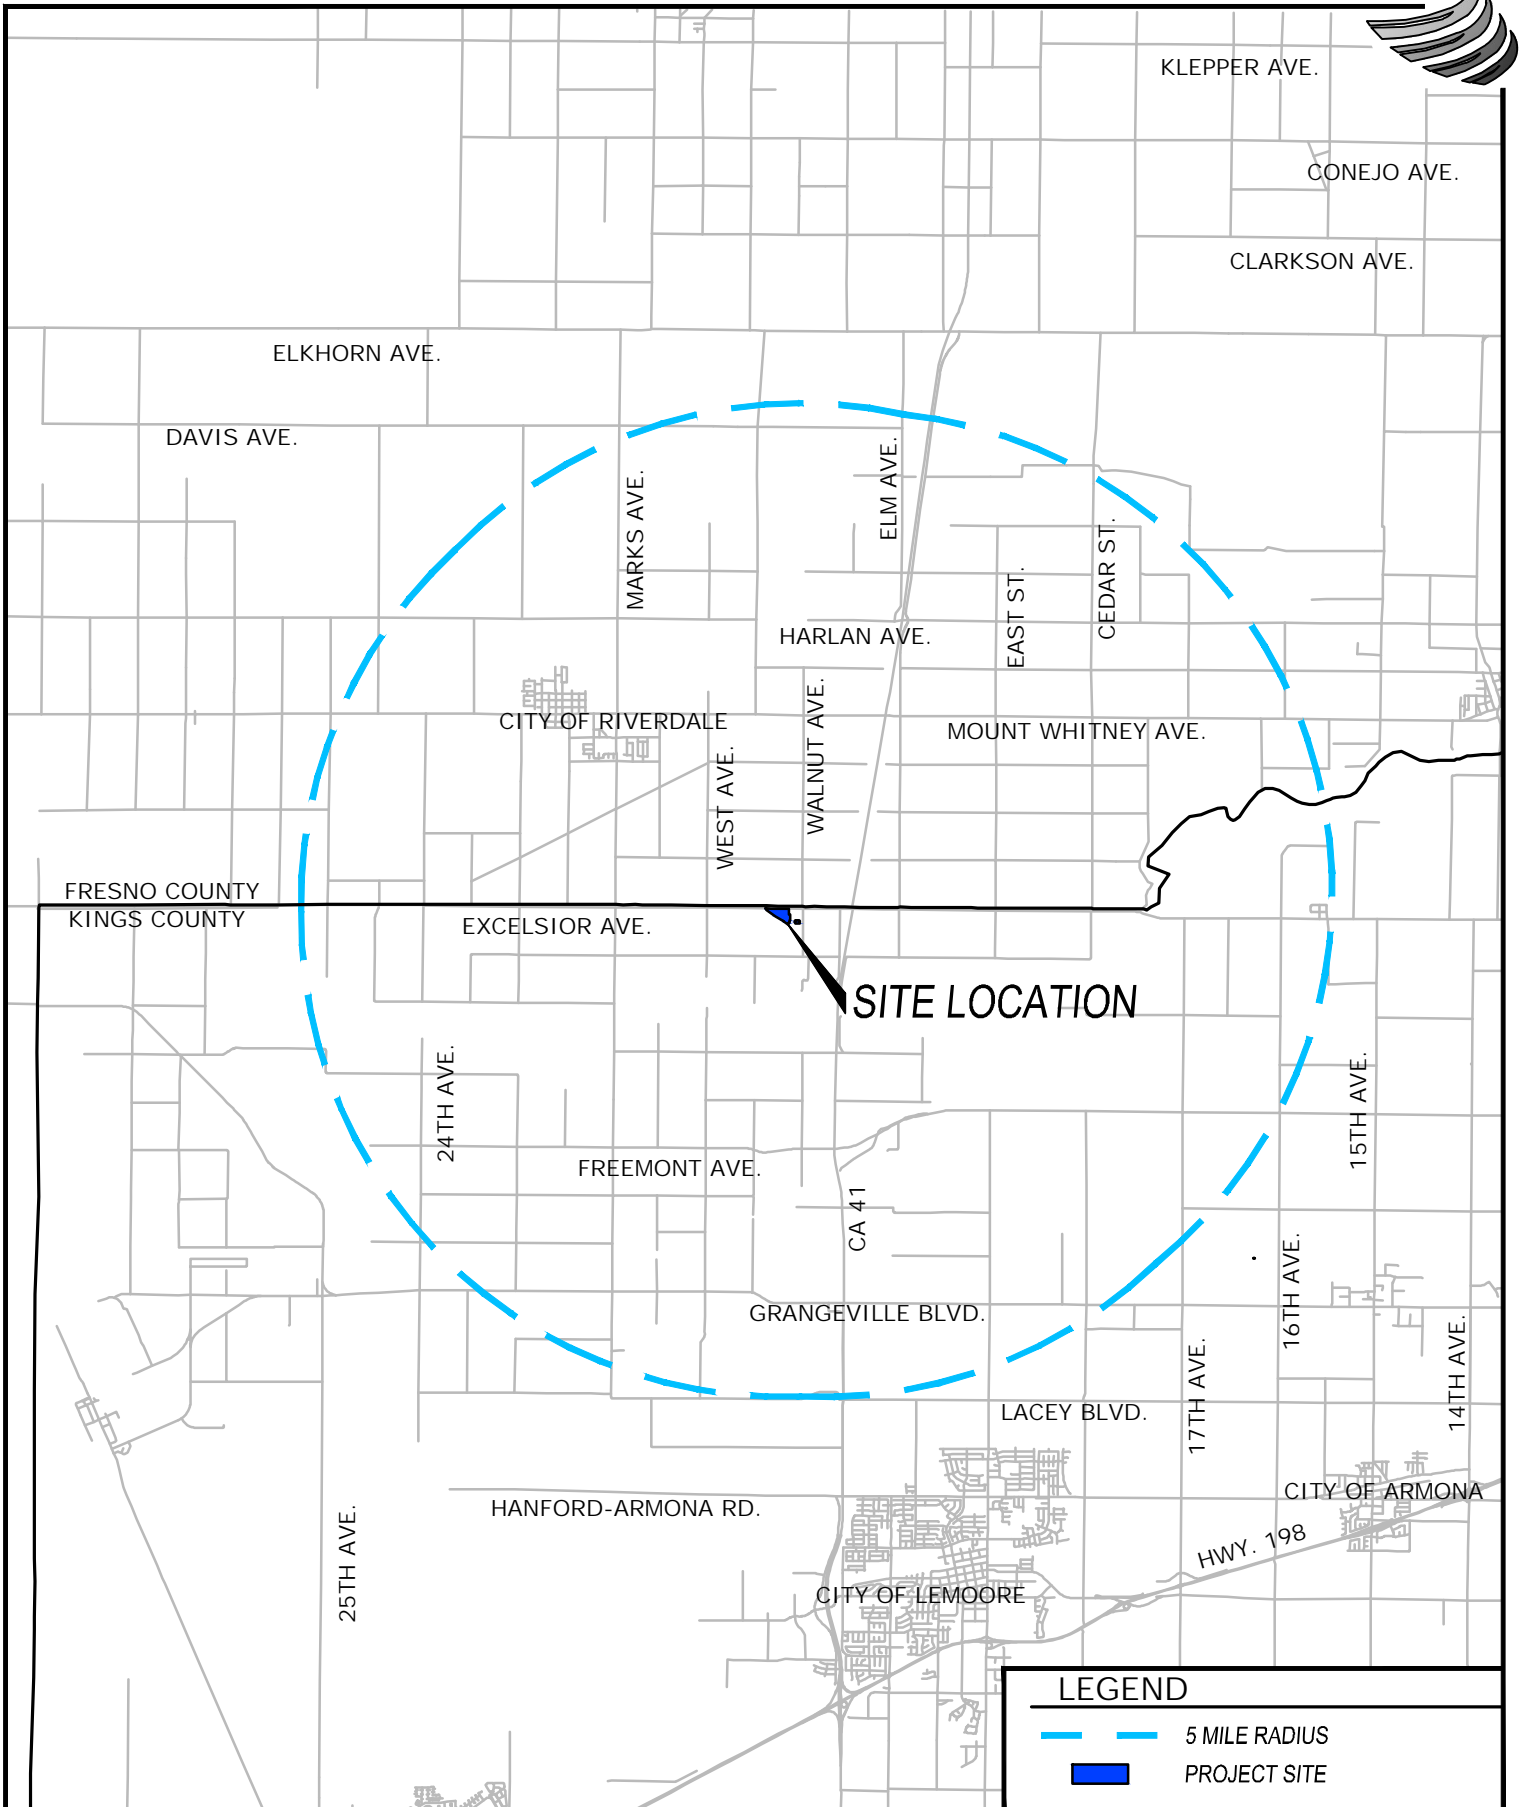 KLEPPER AVE.
CONEJO AVE.
CLARKSON AVE.
ELKHORN AVE.
DAVIS AVE.
MARKS AVE.
ELM AVE.
EAST ST.
CEDAR ST.
HARLAN AVE.
CITY OF RIVERDALE
WEST AVE.
WALNUT AVE.
MOUNT WHITNEY AVE.
FRESNO COUNTY
KINGS COUNTY
EXCELSIOR AVE.
SITE LOCATION
24TH AVE.
15TH AVE.
FREEMONT AVE.
CA 41
16TH AVE.
GRANGEVILLE BLVD.
17TH AVE.
14TH AVE.
LACEY BLVD.
CITY OF ARMONA
HANFORD-ARMONA RD.
25TH AVE.
HWY. 198
CITY OF LEMOORE
LEGEND
5 MILE RADIUS
PROJECT SITE